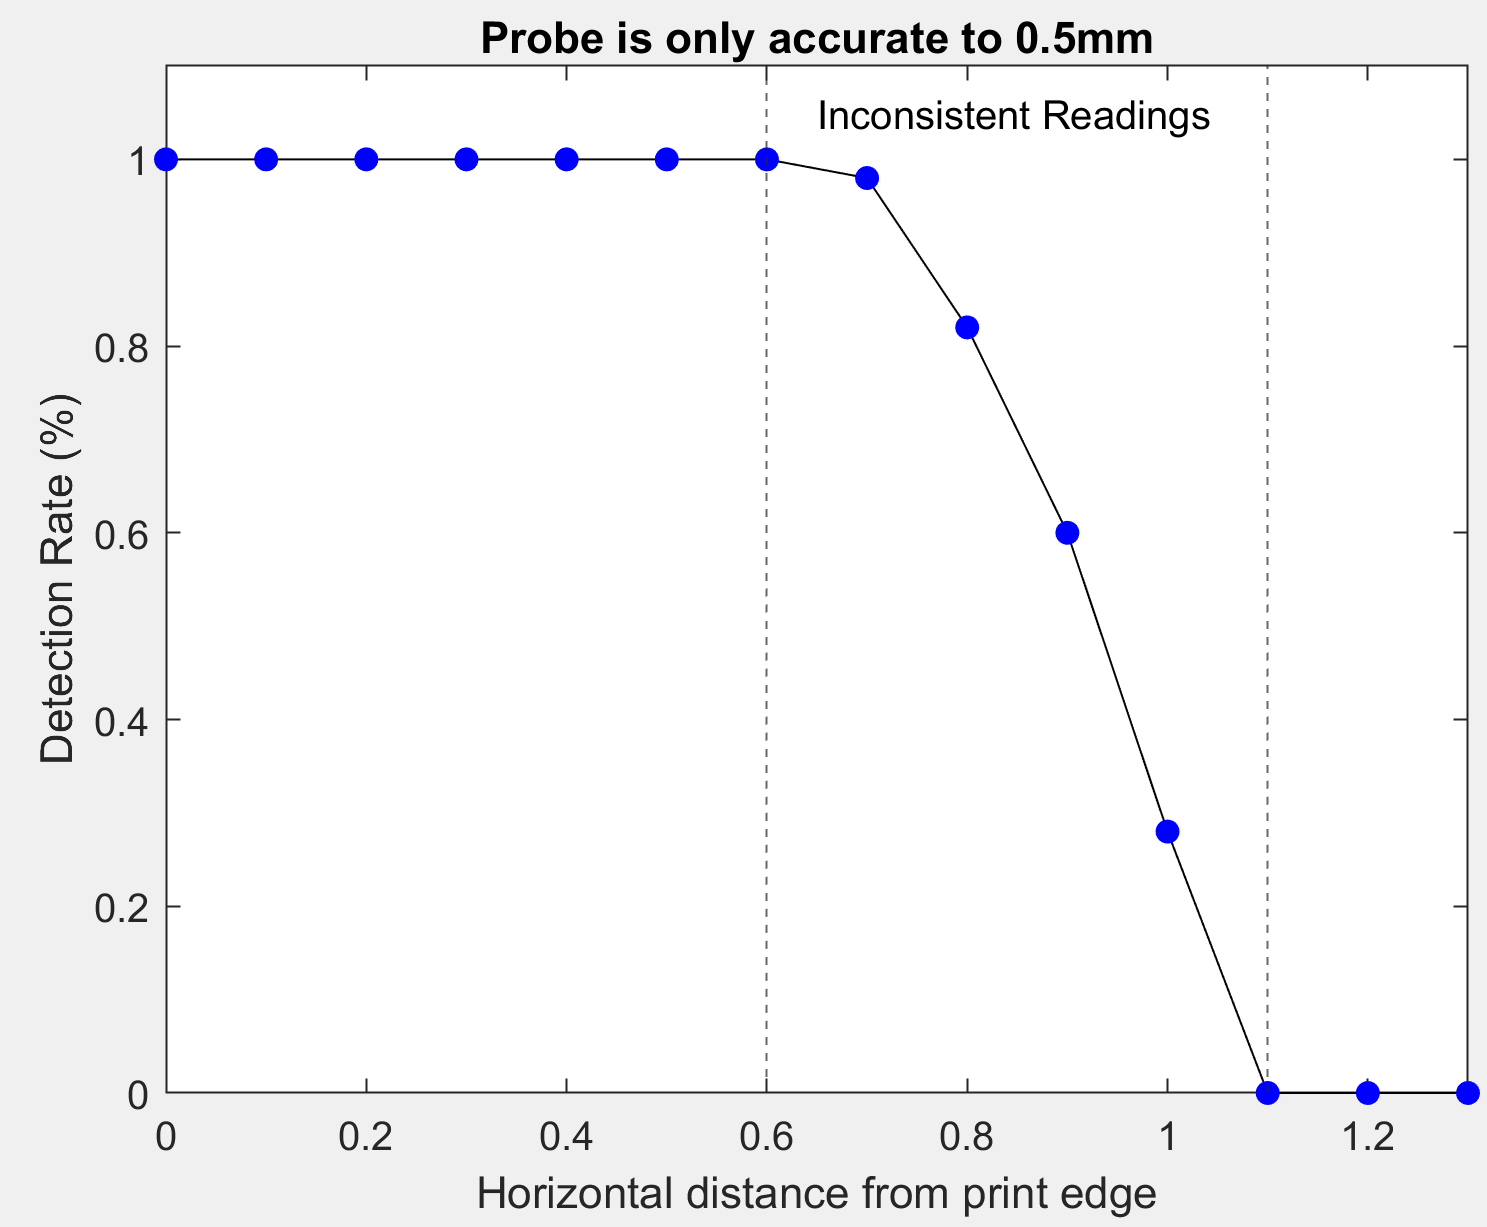 Probe is only accurate to 0.5mm
Inconsistent Readings
1
0.8
0.6
0.4
0.2
0
Detection Rate (%)
0 0.2 0.4 0.6 0.8 1 1.2
Horizontal distance from print edge